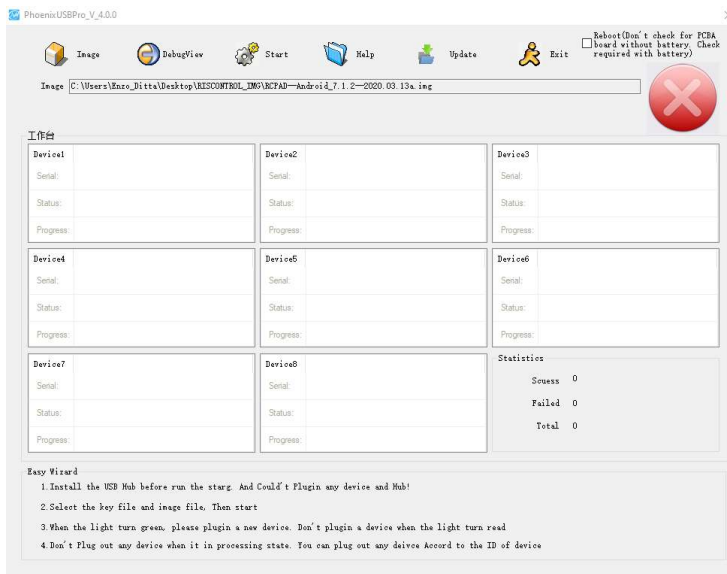 PhoenixUSBPro_V_4.0.0
Image
DebugView
Start
Help
Update
Exit
Reboot(Don't check for PCBA
board without battery. Check
required with battery)
Image C:\Users\Enzo_Ditta\Desktop\RISCONTROL_IMG\RCPAD--Android_7.1.2--2020.03.13a.img
工作台
Device1
Serial:
Status:
Progress:
Device2
Serial:
Status:
Progress:
Device3
Serial:
Status:
Progress:
Device4
Serial:
Status:
Progress:
Device5
Serial:
Status:
Progress:
Device6
Serial:
Status:
Progress:
Device7
Serial:
Status:
Progress:
Device8
Serial:
Status:
Progress:
Statistics
Scuess 0
Failed 0
Total 0
Easy Wizard
1.Install the USB Hub before run the starg. And Could't Plugin any device and Hub!
2.Select the key file and image file, Then start
3.When the light turn green, please plugin a new device. Don't plugin a device when the light turn read
4.Don't Plug out any device when it in processing state. You can plug out any deivce Accord to the ID of device